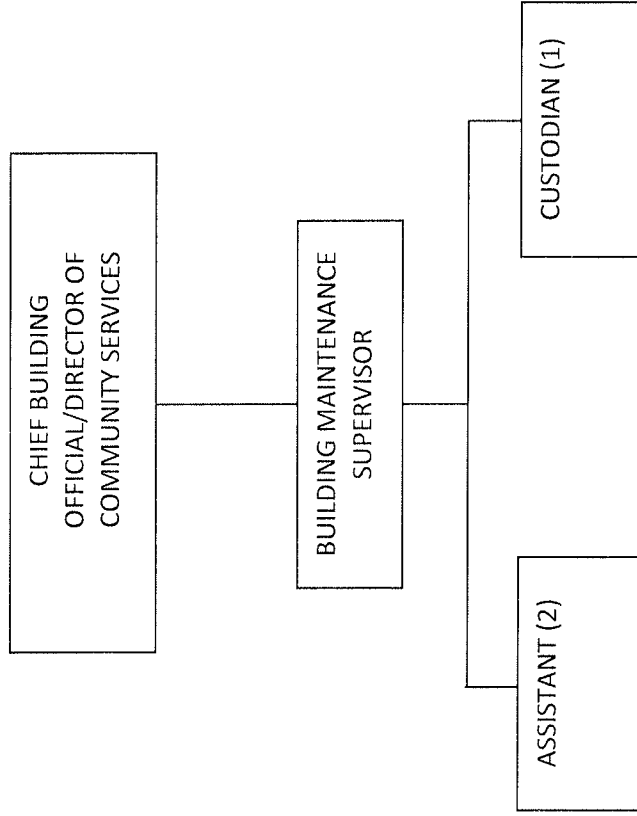 CHIEF BUILDING
OFFICIAL/DIRECTOR OF
COMMUNITY SERVICES
BUILDING MAINTENANCE
SUPERVISOR
ASSISTANT (2)
CUSTODIAN (1)